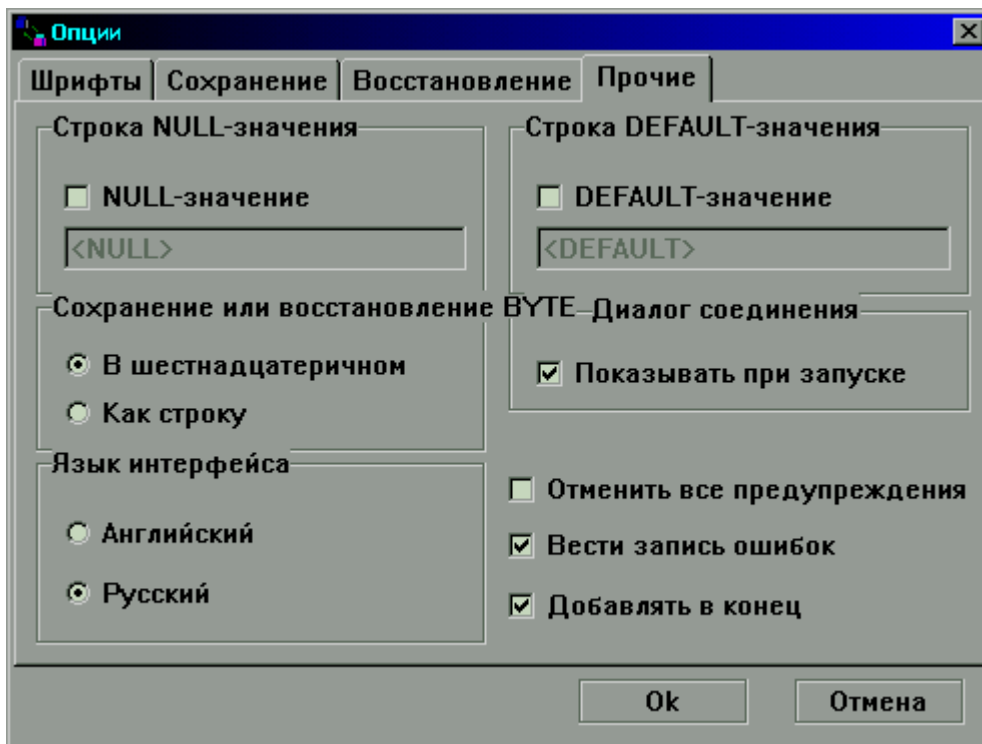 Опции
Шрифты Сохранение Восстановление Прочие
Строка NULL-значения
NULL-значение
<NULL>
Строка DEFAULT-значения
DEFAULT-значение
<DEFAULT>
Сохранение или восстановление BYTE
В шестнадцатеричном
Как строку
Диалог соединения
Показывать при запуске
Язык интерфейса
Английский
Русский
Отменить все предупреждения
Вести запись ошибок
Добавлять в конец
Ok Отмена